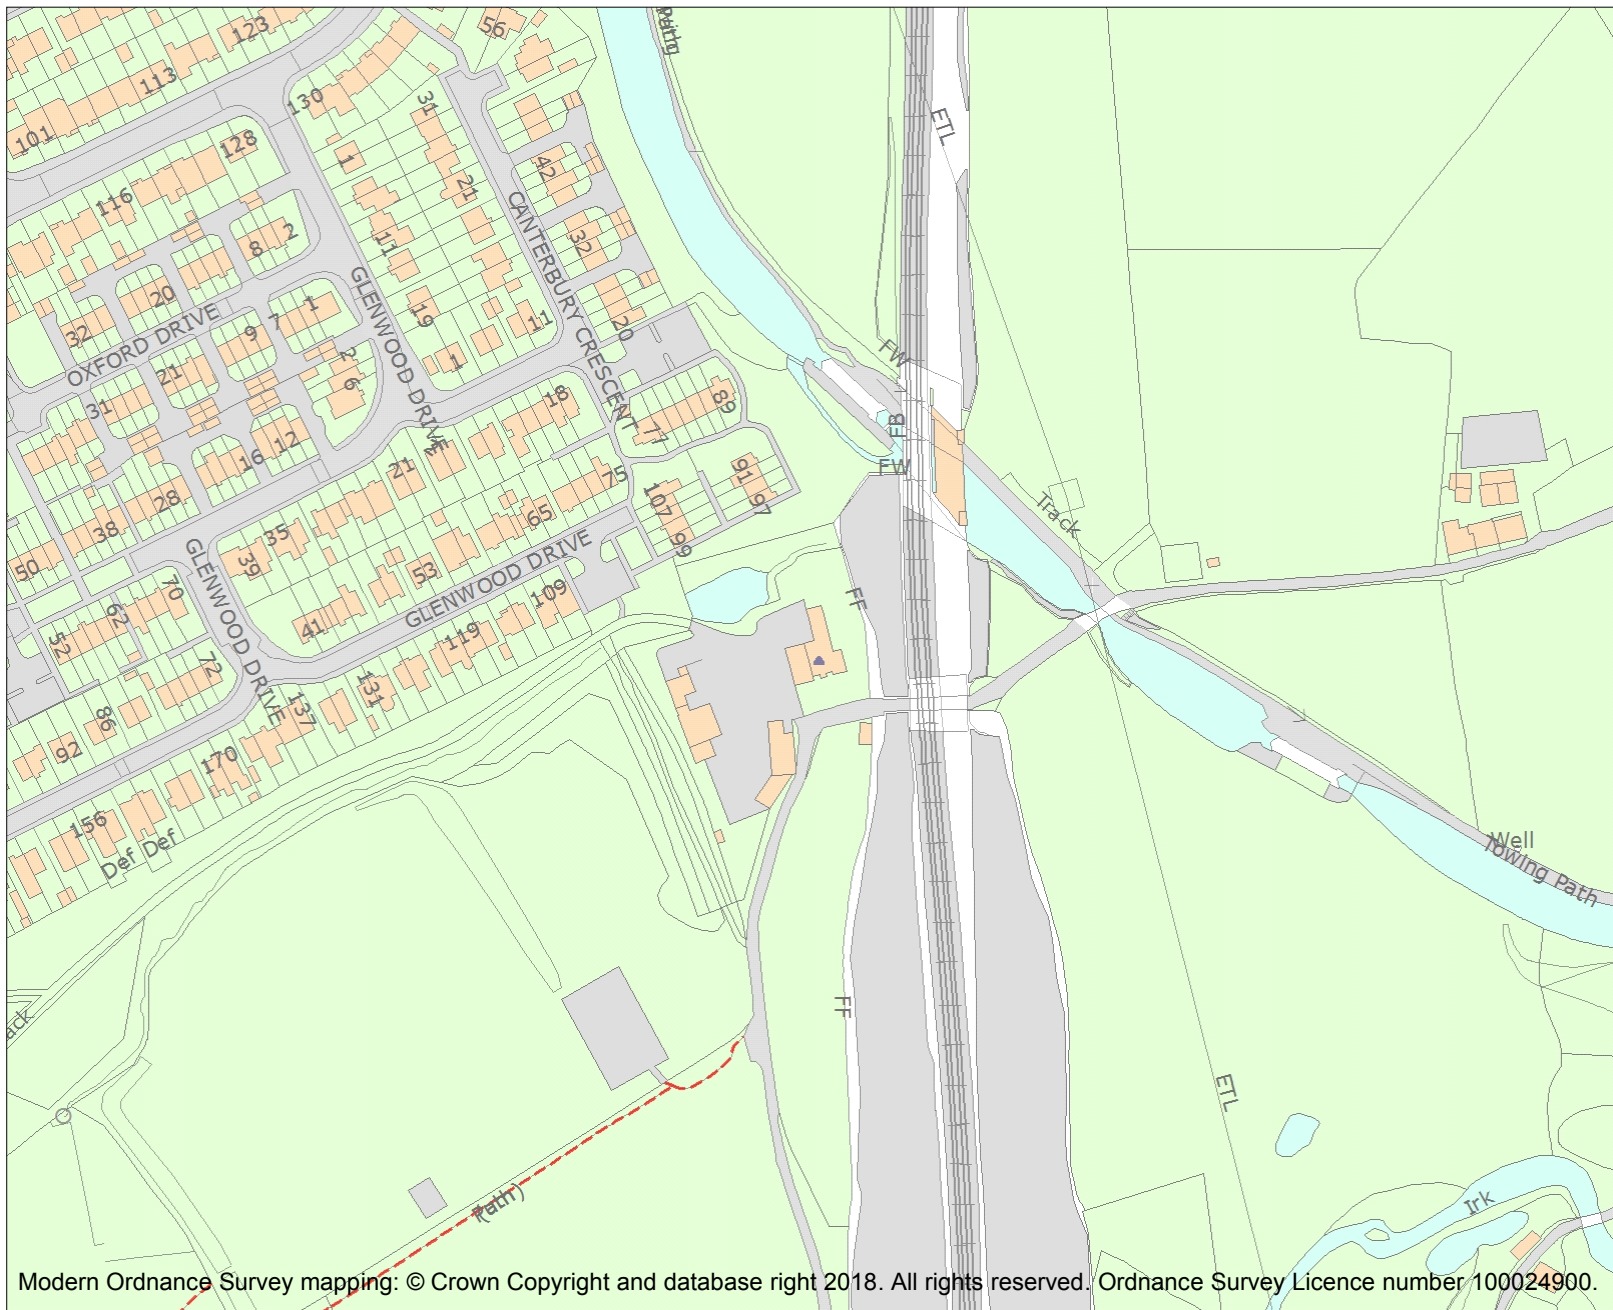 123
56
Path
113
130
31
ETL
101
128
1
42
21
116
CANTERBURY CRESCENT
2
8
11
32
GLENWOOD DRIVE
20
1
19
11
20
32
OXFORD DRIVE
9
7
FW
2
6
1
21
31
18
89
FB
77
12
16
21
FW
91
75
28
107
97
65
Track
38
35
99
GLENWOOD DRIVE
39
50
53
GLENWOOD DRIVE
70
109
FF
62
41
119
52
72
131
137
86
92
170
156
Def
Def
Well
Towing Path
FF
ack
ETL
Irk
(Path)
Modern Ordnance Survey mapping: © Crown Copyright and database right 2018. All rights reserved. Ordnance Survey Licence number 100024900.